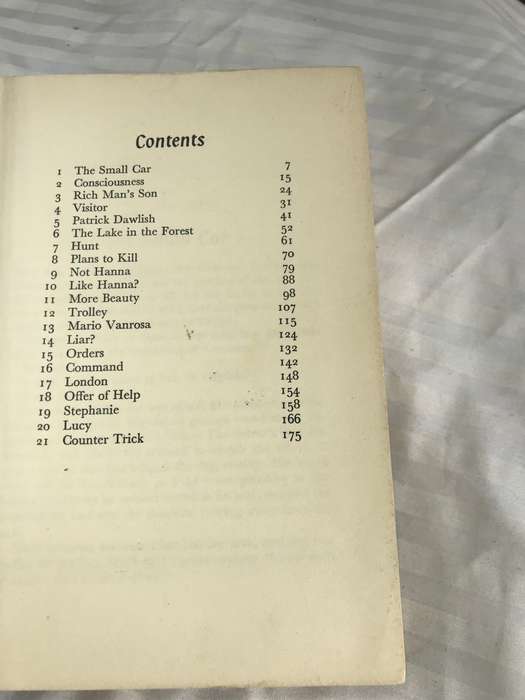 Contents
1 The Small Car 7
2 Consciousness 15
3 Rich Man's Son 24
4 Visitor 31
5 Patrick Dawlish 41
6 The Lake in the Forest 52
7 Hunt 61
8 Plans to Kill 70
9 Not Hanna 79
10 Like Hanna? 88
11 More Beauty 98
12 Trolley 107
13 Mario Vanrosa 115
14 Liar? 124
15 Orders 132
16 Command 142
17 London 148
18 Offer of Help 154
19 Stephanie 158
20 Lucy 166
21 Counter Trick 175